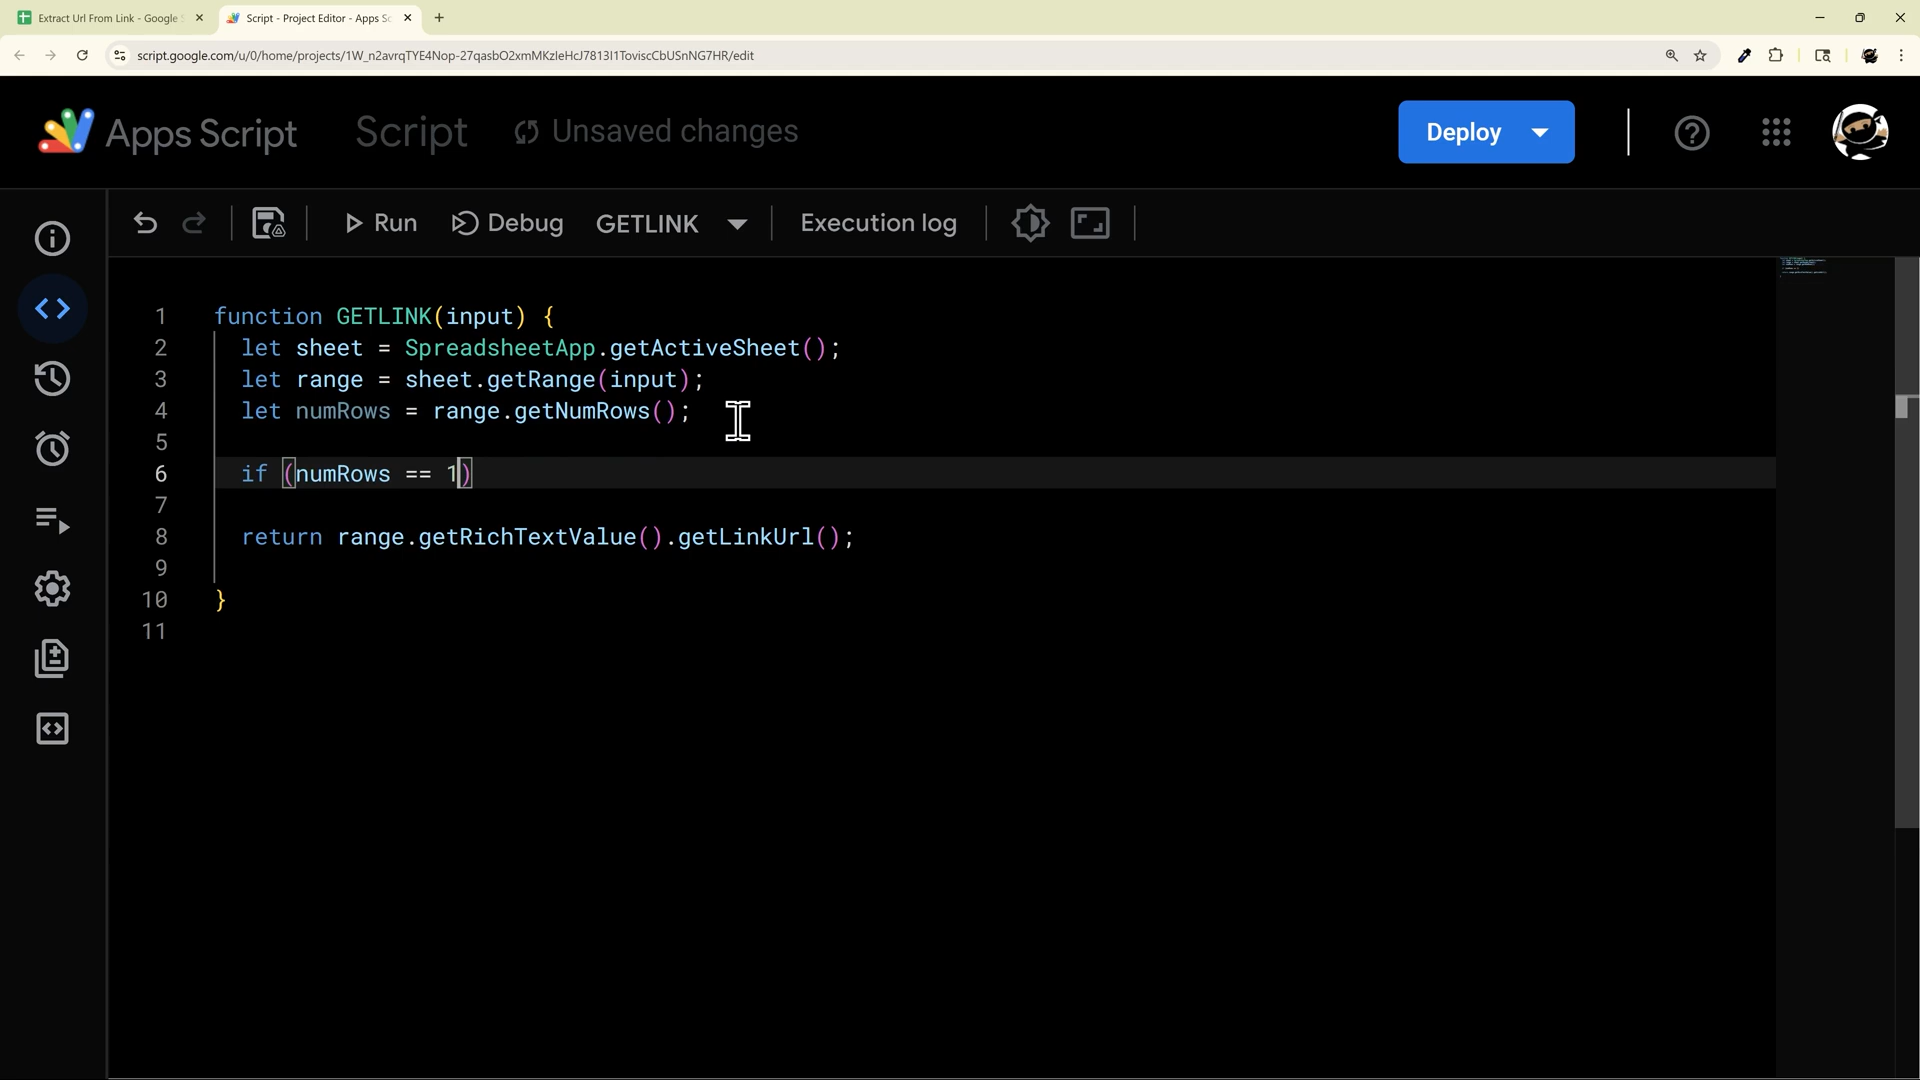 Extract Url From Link - Google S
Script - Project Editor - Apps Sc
script.google.com/u/0/home/projects/1W_n2avrqTYE4Nop-27qasbO2xmMKzIeHcJ7813I1ToviscCbUSnNG7HR/edit
Apps Script Script Unsaved changes Deploy
Run Debug GETLINK Execution log
1 function GETLINK(input) {
2 let sheet = SpreadsheetApp.getActiveSheet();
3 let range = sheet.getRange(input);
4 let numRows = range.getNumRows();
5
6 if (numRows == 1)
7
8 return range.getRichTextValue().getLinkUrl();
9
10 }
11